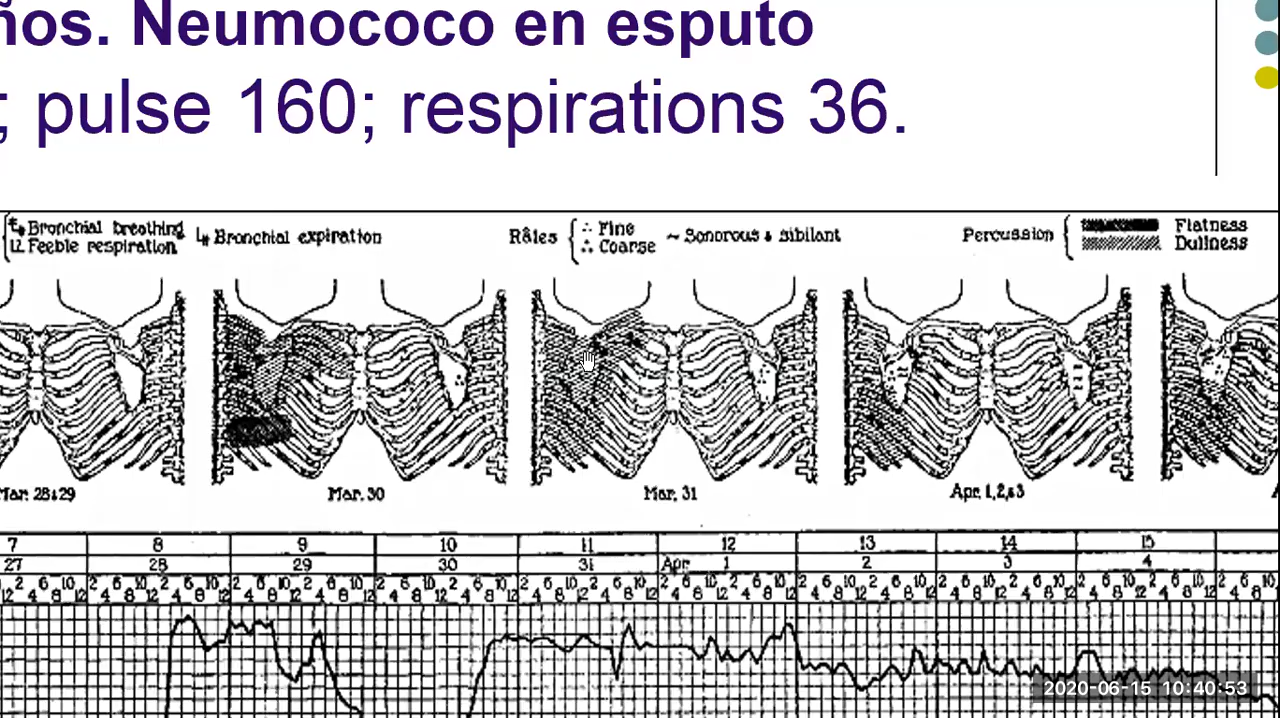 ños. Neumococo en esputo
; pulse 160; respirations 36.
Bronchial breathing
Feeble respiration
Bronchial expiration
Râles
Fine
Coarse
~ Sonorous & sibilant
Percussion
Flatness
Dullness
Mar. 28&29
Mar. 30
Mar. 31
Apr. 1, 2, &3
7 8 9 10 11 12 13 14 15
27 28 29 30 31 Apr 1 2 3 4
2020-06-15 10:40:53